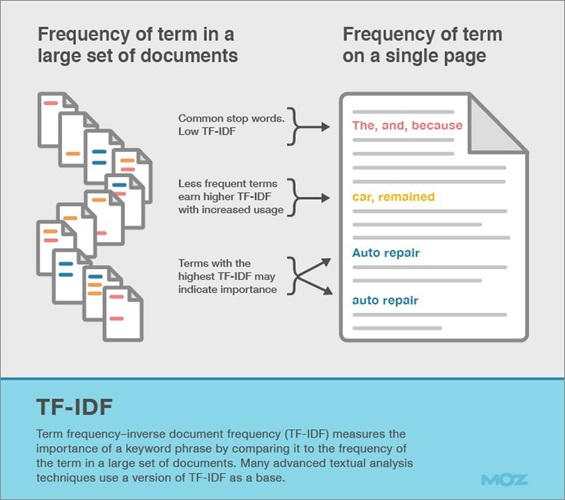 Frequency of term in a
large set of documents
Frequency of term
on a single page
Common stop words.
Low TF-IDF
Less frequent terms
earn higher TF-IDF
with increased usage
Terms with the
highest TF-IDF may
indicate importance
The, and, because
car, remained
Auto repair
auto repair
TF-IDF
Term frequency–inverse document frequency (TF-IDF) measures the
importance of a keyword phrase by comparing it to the frequency of
the term in a large set of documents. Many advanced textual analysis
techniques use a version of TF-IDF as a base.
MOZ